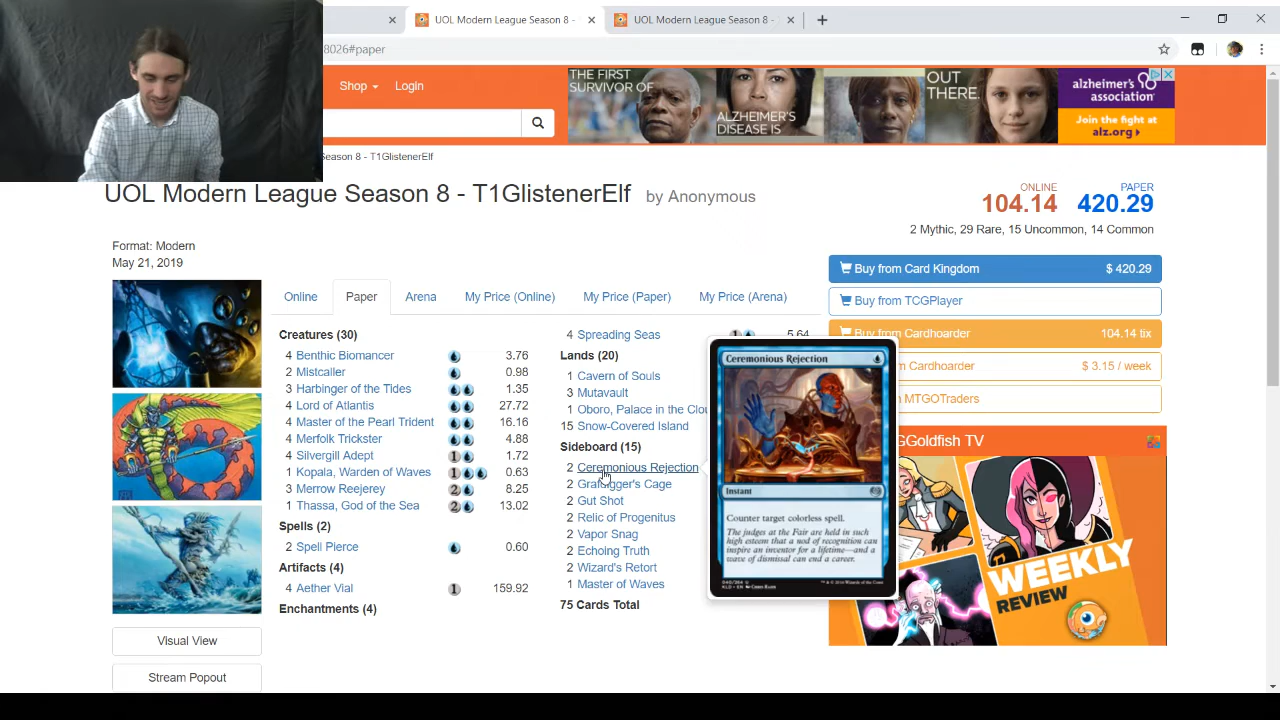 UOL Modern League Season 8 -
UOL Modern League Season 8 -
8026#paper
Shop
Login
THE FIRST
SURVIVOR OF
ALZHEIMER'S
DISEASE IS
OUT
THERE.
alzheimer's
association
Join the fight at
alz.org
Season 8 - T1GlistenerElf
UOL Modern League Season 8 - T1GlistenerElf by Anonymous
ONLINE
104.14
PAPER
420.29
2 Mythic, 29 Rare, 15 Uncommon, 14 Common
Format: Modern
May 21, 2019
Online
Paper
Arena
My Price (Online)
My Price (Paper)
My Price (Arena)
Buy from Card Kingdom $ 420.29
Buy from TCGPlayer
Buy from Cardhoarder 104.14 tix
Cardhoarder $ 3.15 / week
MTGOTraders
Creatures (30)
4 Benthic Biomancer 3.76
2 Mistcaller 0.98
3 Harbinger of the Tides 1.35
4 Lord of Atlantis 27.72
4 Master of the Pearl Trident 16.16
4 Merfolk Trickster 4.88
4 Silvergill Adept 1 1.72
1 Kopala, Warden of Waves 1 0.63
3 Merrow Reejerey 2 8.25
1 Thassa, God of the Sea 2 13.02
Spells (2)
2 Spell Pierce 0.60
Artifacts (4)
4 Aether Vial 1 159.92
Enchantments (4)
4 Spreading Seas 1 5.64
Lands (20)
1 Cavern of Souls
3 Mutavault
1 Oboro, Palace in the Clou
15 Snow-Covered Island
Sideboard (15)
2 Ceremonious Rejection
2 Grafdigger's Cage
2 Gut Shot
2 Relic of Progenitus
2 Vapor Snag
2 Echoing Truth
2 Wizard's Retort
1 Master of Waves
75 Cards Total
Ceremonious Rejection
Instant
Counter target colorless spell.
The judges at the Fair are held in such
high esteem that a nod of recognition can
inspire an inventor for a lifetime—and a
wave of dismissal can end a career.
GGoldfish TV
WEEKLY
REVIEW
Visual View
Stream Popout